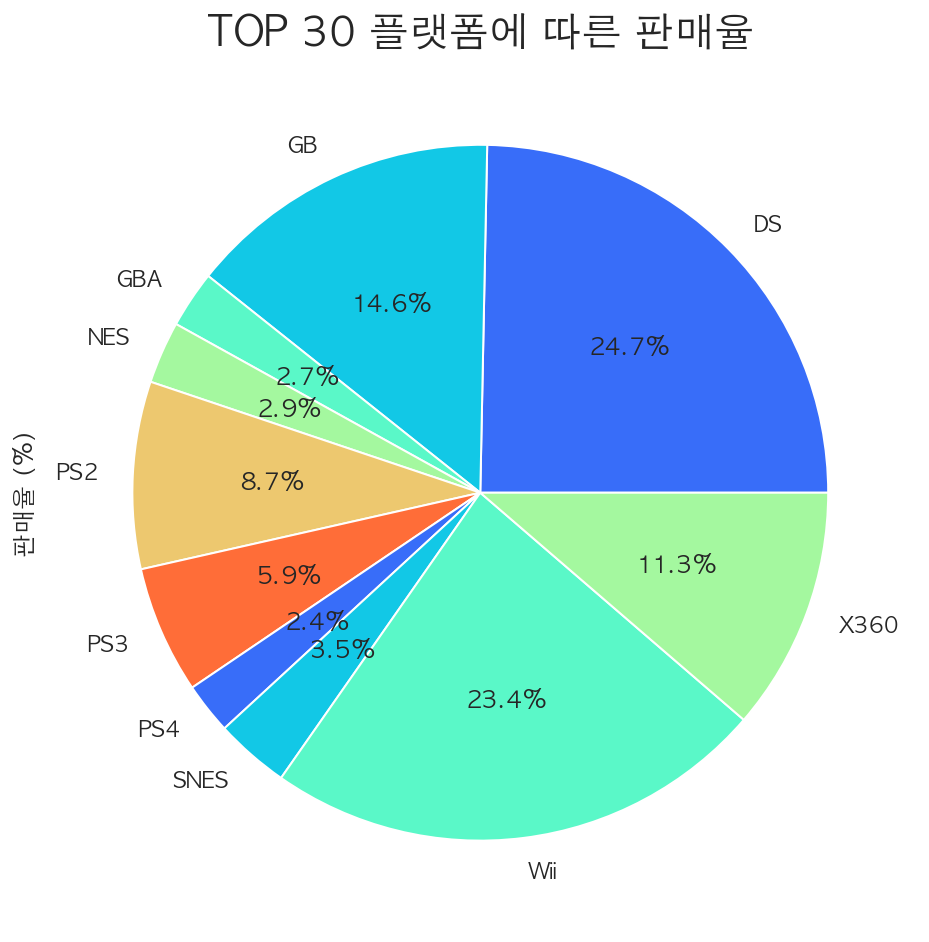 TOP 30 플랫폼에 따른 판매율
GB
DS
GBA
14.6%
NES
24.7%
2.7%
2.9%
판매율 (%)
PS2
8.7%
5.9%
11.3%
2.4%
X360
PS3
3.5%
23.4%
PS4
SNES
Wii